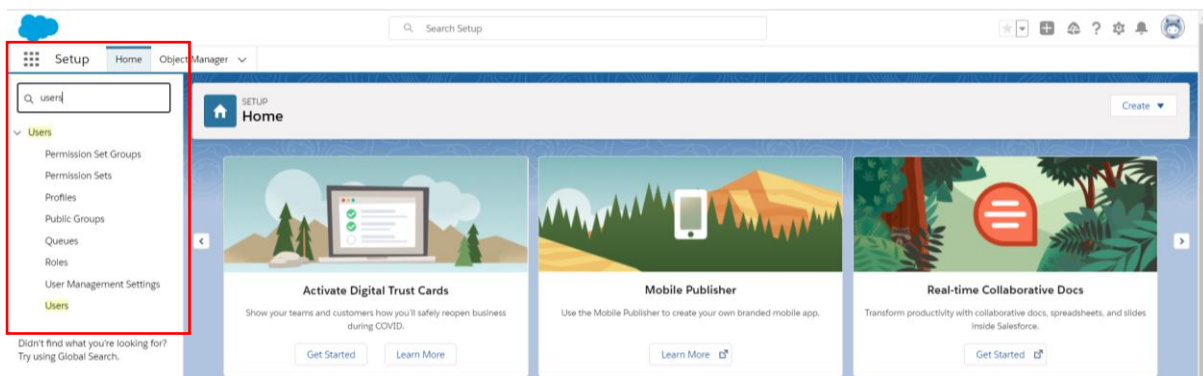 Search Setup
Setup
Home
Object Manager
users
Users
Permission Set Groups
Permission Sets
Profiles
Public Groups
Queues
Roles
User Management Settings
Users
Didn't find what you're looking for?
Try using Global Search.
SETUP
Home
Create
Activate Digital Trust Cards
Show your teams and customers how you'll safely reopen business
during COVID.
Get Started
Learn More
Mobile Publisher
Use the Mobile Publisher to create your own branded mobile app.
Learn More
Real-time Collaborative Docs
Transform productivity with collaborative docs, spreadsheets, and slides
inside Salesforce.
Get Started